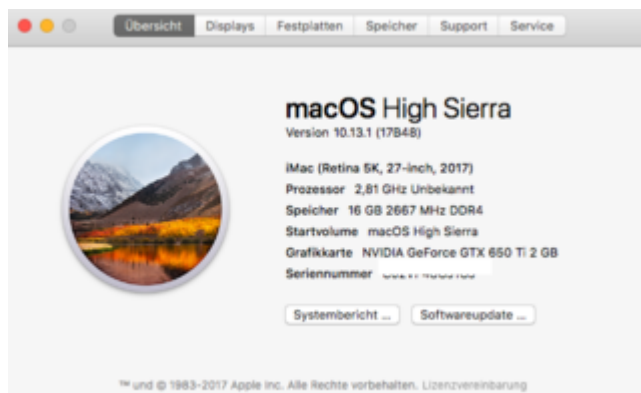 Übersicht Displays Festplatten Speicher Support Service
macOS High Sierra
Version 10.13.1 (17B48)
iMac (Retina 5K, 27-inch, 2017)
Prozessor 2,81 GHz Unbekannt
Speicher 16 GB 2667 MHz DDR4
Startvolume macOS High Sierra
Grafikkarte NVIDIA GeForce GTX 650 Ti 2 GB
Seriennummer
Systembericht ... Softwareupdate ...
™ und © 1983-2017 Apple Inc. Alle Rechte vorbehalten. Lizenzvereinbarung